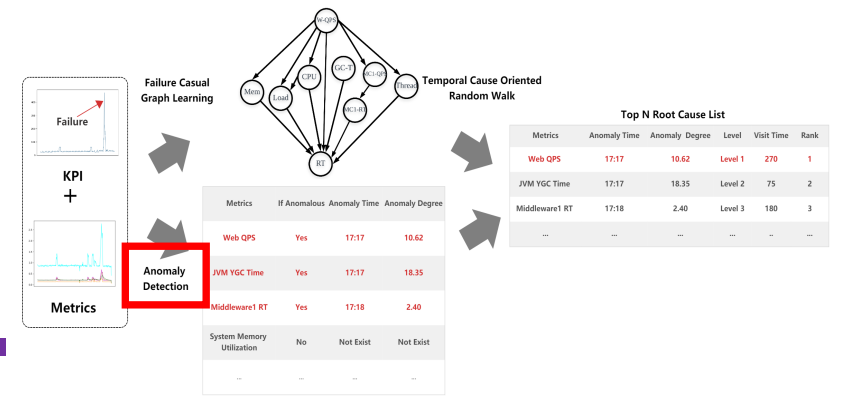 Failure Casual
Graph Learning
Failure
KPI
+
Metrics
Anomaly
Detection
W-QPS
Mem
Load
CPU
GC-T
MC1-QPS
Thread
MC1-RT
RT
Temporal Cause Oriented
Random Walk
Metrics If Anomalous Anomaly Time Anomaly Degree
Web QPS Yes 17:17 10.62
JVM YGC Time Yes 17:17 18.35
Middleware1 RT Yes 17:18 2.40
System Memory
Utilization No Not Exist Not Exist
... ... ... ...
Top N Root Cause List
Metrics Anomaly Time Anomaly Degree Level Visit Time Rank
Web QPS 17:17 10.62 Level 1 270 1
JVM YGC Time 17:17 18.35 Level 2 75 2
Middleware1 RT 17:18 2.40 Level 3 180 3
... ... ... ... .. ...